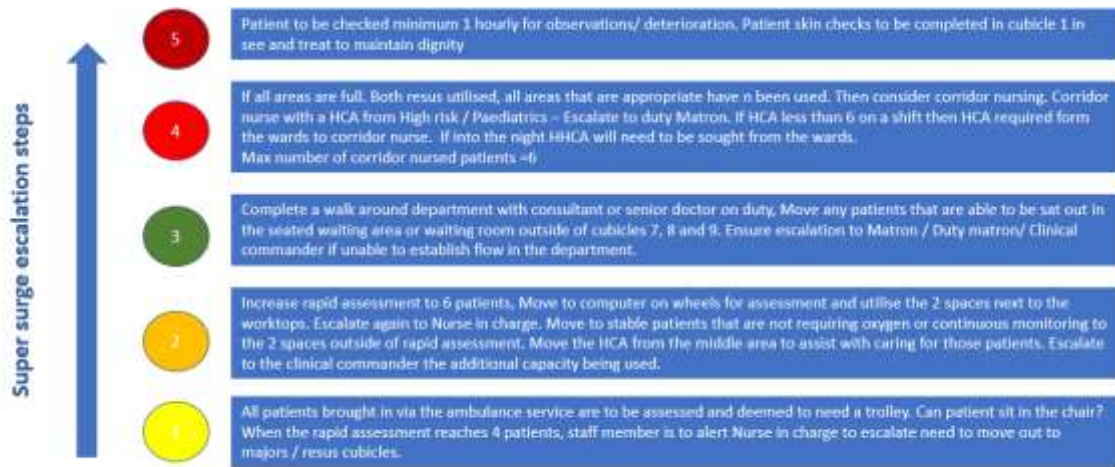 Super surge escalation steps
5
Patient to be checked minimum 1 hourly for observations/ deterioration. Patient skin checks to be completed in cubicle 1 in
see and treat to maintain dignity
4
If all areas are full. Both resus utilised, all areas that are appropriate have n been used. Then consider corridor nursing. Corridor
nurse with a HCA from High risk / Paediatrics – Escalate to duty Matron. If HCA less than 6 on a shift then HCA required form
the wards to corridor nurse.  If into the night HHCA will need to be sought from the wards.
Max number of corridor nursed patients =6
3
Complete a walk around department with consultant or senior doctor on duty, Move any patients that are able to be sat out in
the seated waiting area or waiting room outside of cubicles 7, 8 and 9. Ensure escalation to Matron / Duty matron/ Clinical
commander if unable to establish flow in the department.
2
Increase rapid assessment to 6 patients, Move to computer on wheels for assessment and utilise the 2 spaces next to the
worktops. Escalate again to Nurse in charge. Move to stable patients that are not requiring oxygen or continuous monitoring to
the 2 spaces outside of rapid assessment. Move the HCA from the middle area to assist with caring for those patients. Escalate
to the clinical commander the additional capacity being used.
1
All patients brought in via the ambulance service are to be assessed and deemed to need a trolley. Can patient sit in the chair?
When the rapid assessment reaches 4 patients, staff member is to alert Nurse in charge to escalate need to move out to
majors / resus cubicles.